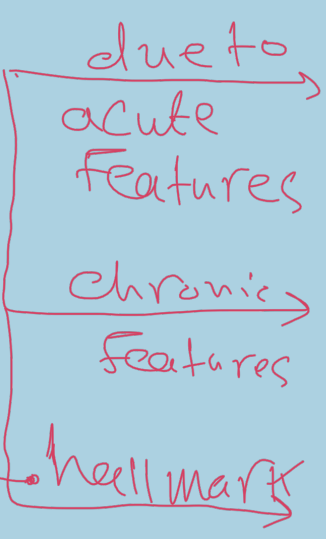 due to
acute
features
chronic
features
hallmark